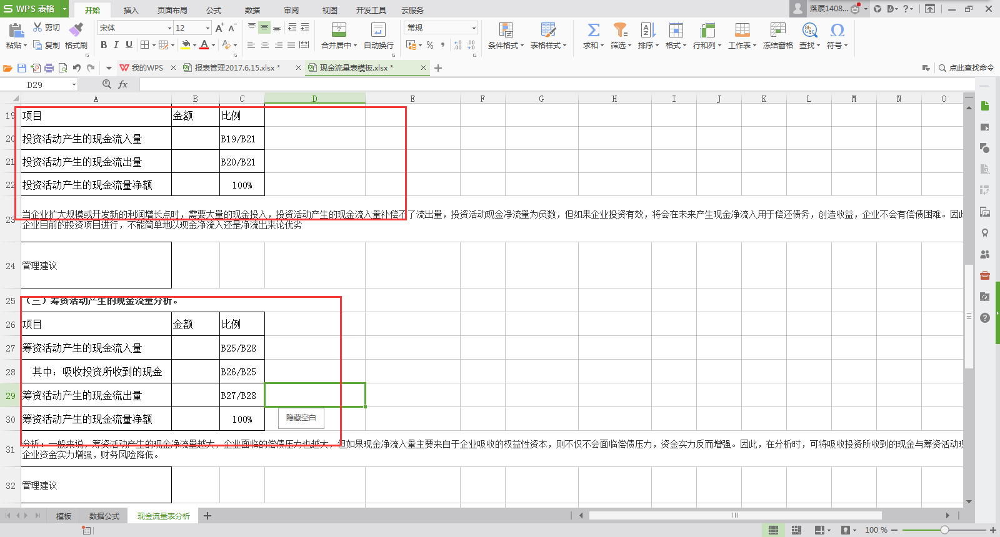 S WPS 表格
开始 插入 页面布局 公式 数据 审阅 视图 开发工具 云服务
落辰1408...
粘贴 剪切 复制 格式刷
宋体 12
B I U A
合并居中 自动换行
常规
条件格式 表格样式 求和 筛选 排序 格式 行和列 工作表 冻结窗格 查找 符号
我的WPS 报表管理2017.6.15.xlsx * 现金流量表模板.xlsx *
点此查找命令
D29 fx
A B C D E F G H I J K L M N O
19 项目 金额 比例
20 投资活动产生的现金流入量 B19/B21
21 投资活动产生的现金流出量 B20/B21
22 投资活动产生的现金流量净额 100%
23 当企业扩大规模或开发新的利润增长点时，需要大量的现金投入，投资活动产生的现金流入量补偿不了流出量，投资活动现金净流量为负数，但如果企业投资有效，将会在未来产生现金净流入用于偿还债务，创造收益，企业不会有偿债困难。因此
企业目前的投资项目进行，不能简单地以现金净流入还是净流出来论优劣
24 管理建议
25 （三）筹资活动产生的现金流量分析。
26 项目 金额 比例
27 筹资活动产生的现金流入量 B25/B28
28 其中：吸收投资所收到的现金 B26/B25
29 筹资活动产生的现金流出量 B27/B28
30 筹资活动产生的现金流量净额 100%
隐藏空白
31 分析：一般来说，筹资活动产生的现金净流量越大，企业面临的偿债压力也越大，但如果现金净流入量主要来自于企业吸收的权益性资本，则不仅不会面临偿债压力，资金实力反而增强。因此，在分析时，可将吸收投资所收到的现金与筹资活动现
企业资金实力增强，财务风险降低。
32 管理建议
模板 数据公式 现金流量表分析
100 %